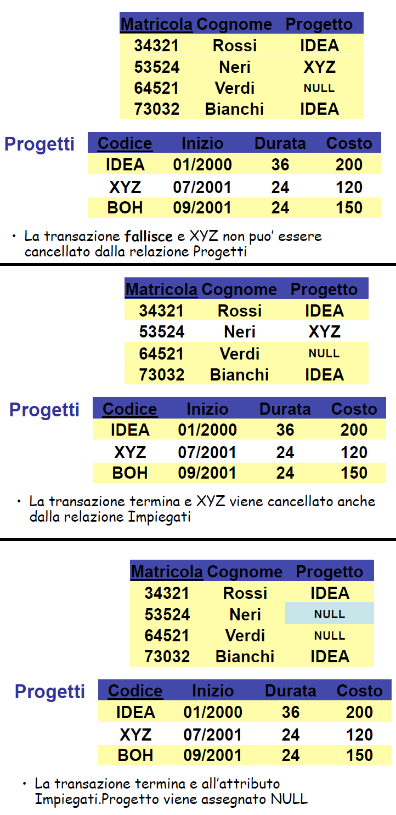 Matricola Cognome Progetto
34321 Rossi IDEA
53524 Neri XYZ
64521 Verdi NULL
73032 Bianchi IDEA
Progetti
Codice Inizio Durata Costo
IDEA 01/2000 36 200
XYZ 07/2001 24 120
BOH 09/2001 24 150
• La transazione fallisce e XYZ non puo' essere
cancellato dalla relazione Progetti
Matricola Cognome Progetto
34321 Rossi IDEA
53524 Neri XYZ
64521 Verdi NULL
73032 Bianchi IDEA
Progetti
Codice Inizio Durata Costo
IDEA 01/2000 36 200
XYZ 07/2001 24 120
BOH 09/2001 24 150
• La transazione termina e XYZ viene cancellato anche
dalla relazione Impiegati
Matricola Cognome Progetto
34321 Rossi IDEA
53524 Neri NULL
64521 Verdi NULL
73032 Bianchi IDEA
Progetti
Codice Inizio Durata Costo
IDEA 01/2000 36 200
XYZ 07/2001 24 120
BOH 09/2001 24 150
• La transazione termina e all'attributo
Impiegati.Progetto viene assegnato NULL